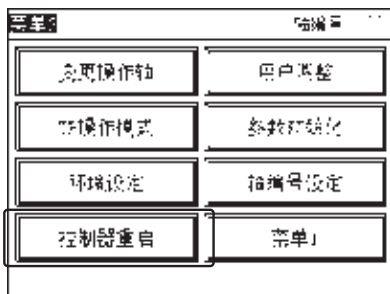 菜单2 轴编号
变更操作轴 用户调整
示操作模式 参数初始化
环境设定 轴编号设定
控制器重启 菜单1